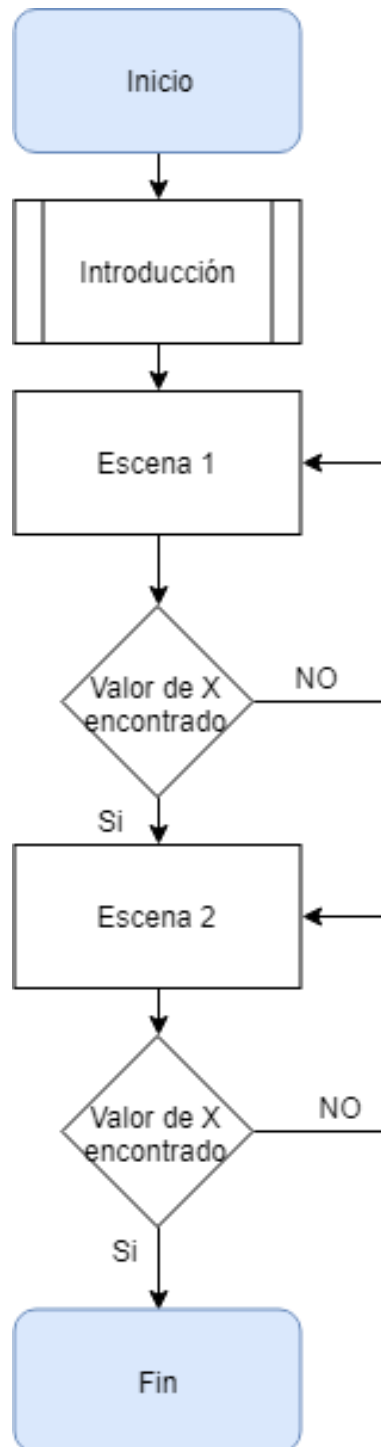 Inicio
Introducción
Escena 1
Valor de X
encontrado
NO
Si
Escena 2
Valor de X
encontrado
NO
Si
Fin